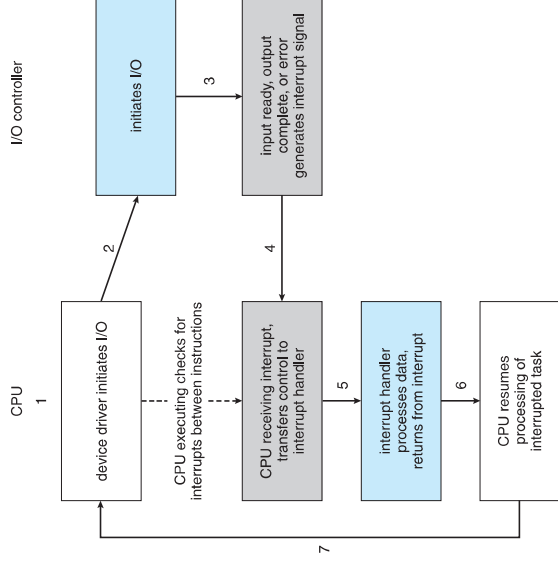 CPU
I/O controller
1
device driver initiates I/O
2
initiates I/O
CPU executing checks for
interrupts between instructions
3
CPU receiving interrupt,
transfers control to
interrupt handler
4
input ready, output
complete, or error
generates interrupt signal
5
interrupt handler
processes data,
returns from interrupt
6
CPU resumes
processing of
interrupted task
7